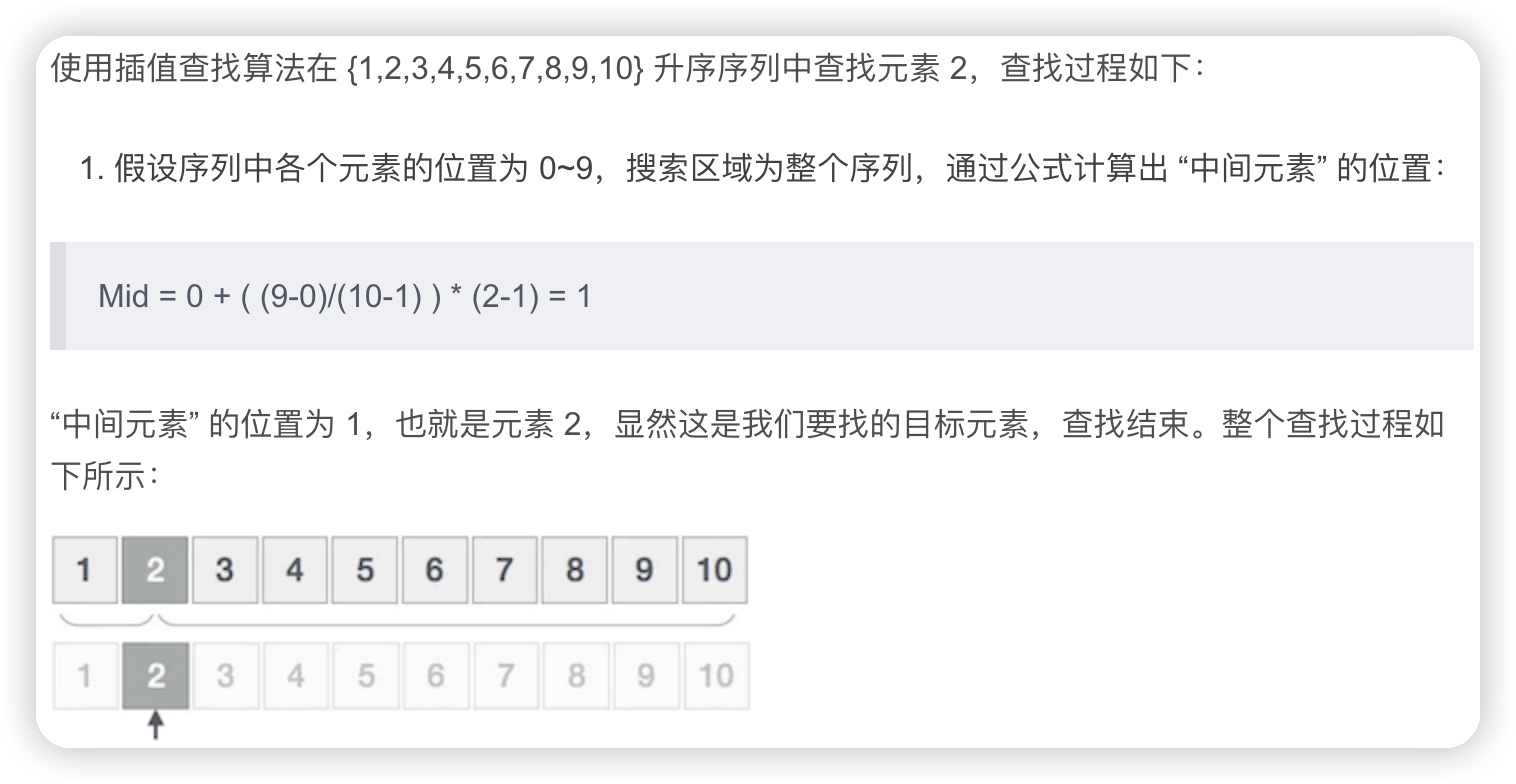 使用插值查找算法在 {1,2,3,4,5,6,7,8,9,10} 升序序列中查找元素 2，查找过程如下：
1. 假设序列中各个元素的位置为 0~9，搜索区域为整个序列，通过公式计算出 “中间元素” 的位置：
Mid = 0 + ( (9-0)/(10-1) ) * (2-1) = 1
“中间元素” 的位置为 1，也就是元素 2，显然这是我们要找的目标元素，查找结束。整个查找过程如
下所示：
1 2 3 4 5 6 7 8 9 10
1 2 3 4 5 6 7 8 9 10